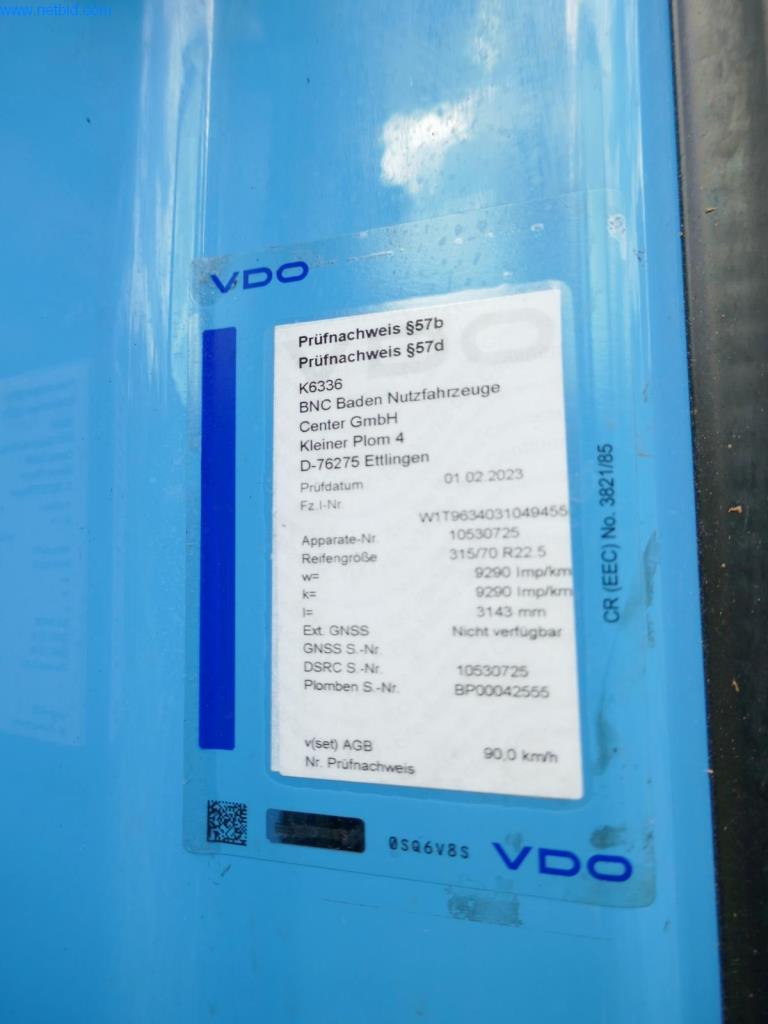 www.netbid.com
VDO
Prüfnachweis §57b
Prüfnachweis §57d
K6336
BNC Baden Nutzfahrzeuge
Center GmbH
Kleiner Plom 4
D-76275 Ettlingen
Prüfdatum 01.02.2023
Fz.I-Nr.
W1T9634031049455
Apparate-Nr. 10530725
Reifengröße 315/70 R22.5
w= 9290 Imp/km
k= 9290 Imp/km
l= 3143 mm
Ext. GNSS Nicht verfügbar
GNSS S.-Nr.
DSRC S.-Nr. 10530725
Plomben S.-Nr. BP00042555
v(set) AGB 90,0 km/h
Nr. Prüfnachweis
CR (EEC) No. 3821/85
0SQ6V8S
VDO